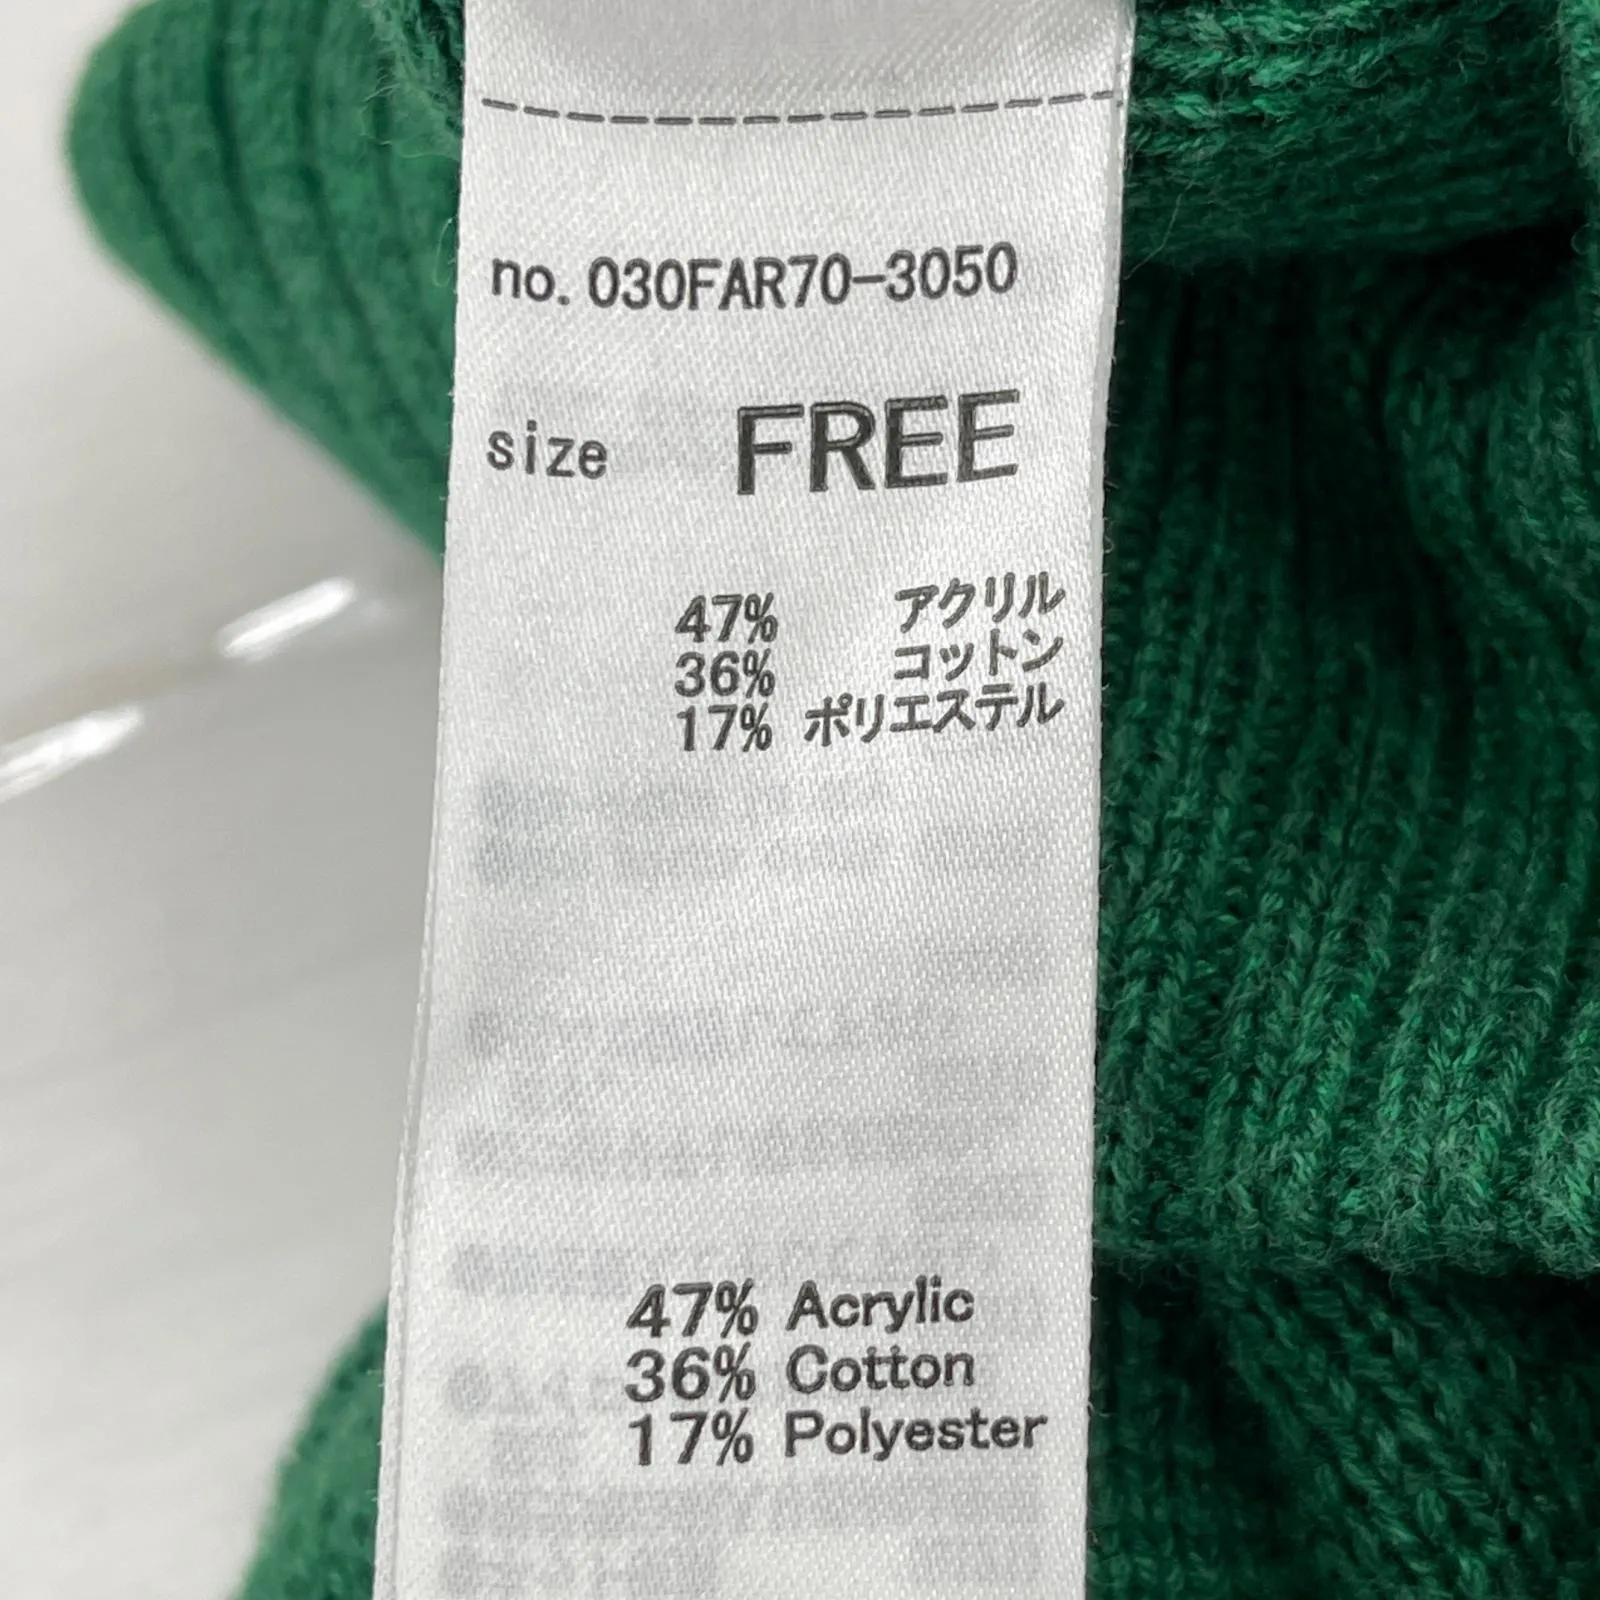 no. 030FAR70-3050
size FREE
47% アクリル
36% コットン
17% ポリエステル
47% Acrylic
36% Cotton
17% Polyester